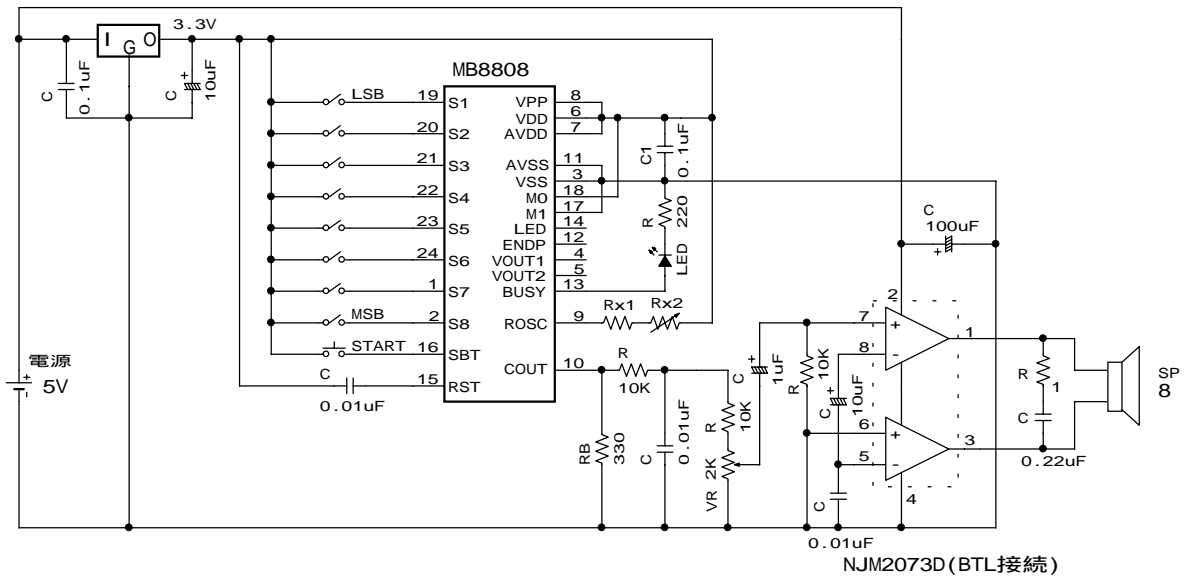 3.3V
I G O
C 0.1uF
C 10uF
MB8808
LSB 19 S1
20 S2
21 S3
22 S4
23 S5
24 S6
1 S7
MSB 2 S8
START 16 SBT
15 RST
C
0.01uF
VPP 8
VDD 6
AVDD 7
AVSS 11
VSS 3
M0 18
M1 17
LED 14
ENDP 12
VOUT1 4
VOUT2 5
BUSY 13
ROSC 9
COUT 10
C1 0.1uF
R 220
LED
Rx1 Rx2
R
10K
RB 330
C 0.01uF
R 10K
VR 2K
C + 1uF
R 10K
C + 10uF
C
0.01uF
C
100uF
+
2
7 +
8 -
1
6 +
5 -
3
4
R 1
C
0.22uF
SP
8
電源
5V
+
NJM2073D(BTL接続)